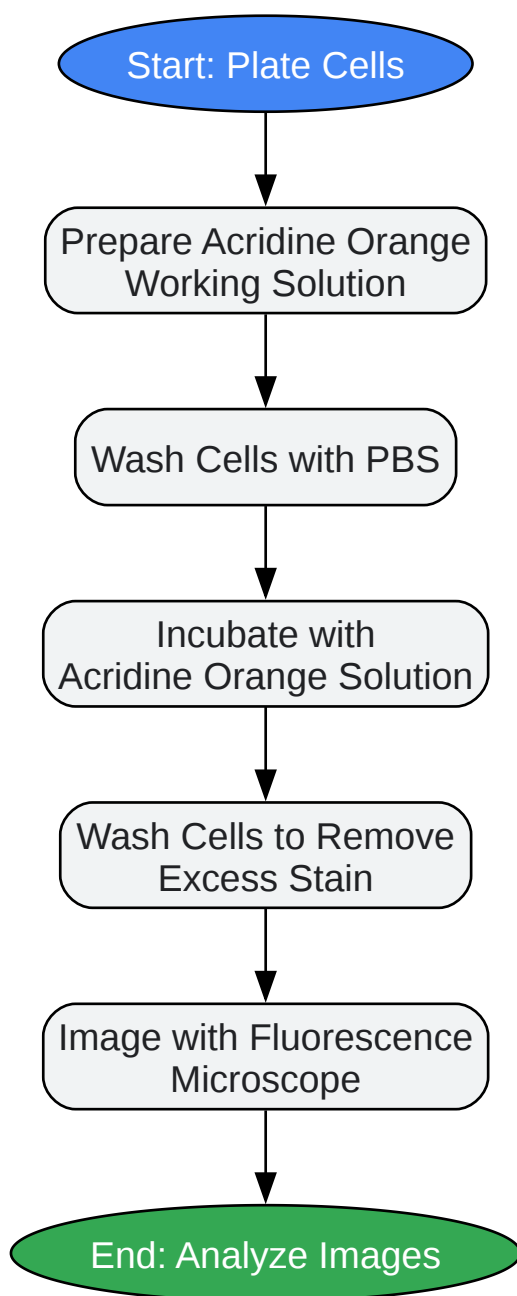 Start: Plate Cells
Prepare Acridine Orange
Working Solution
Wash Cells with PBS
Incubate with
Acridine Orange Solution
Wash Cells to Remove
Excess Stain
Image with Fluorescence
Microscope
End: Analyze Images